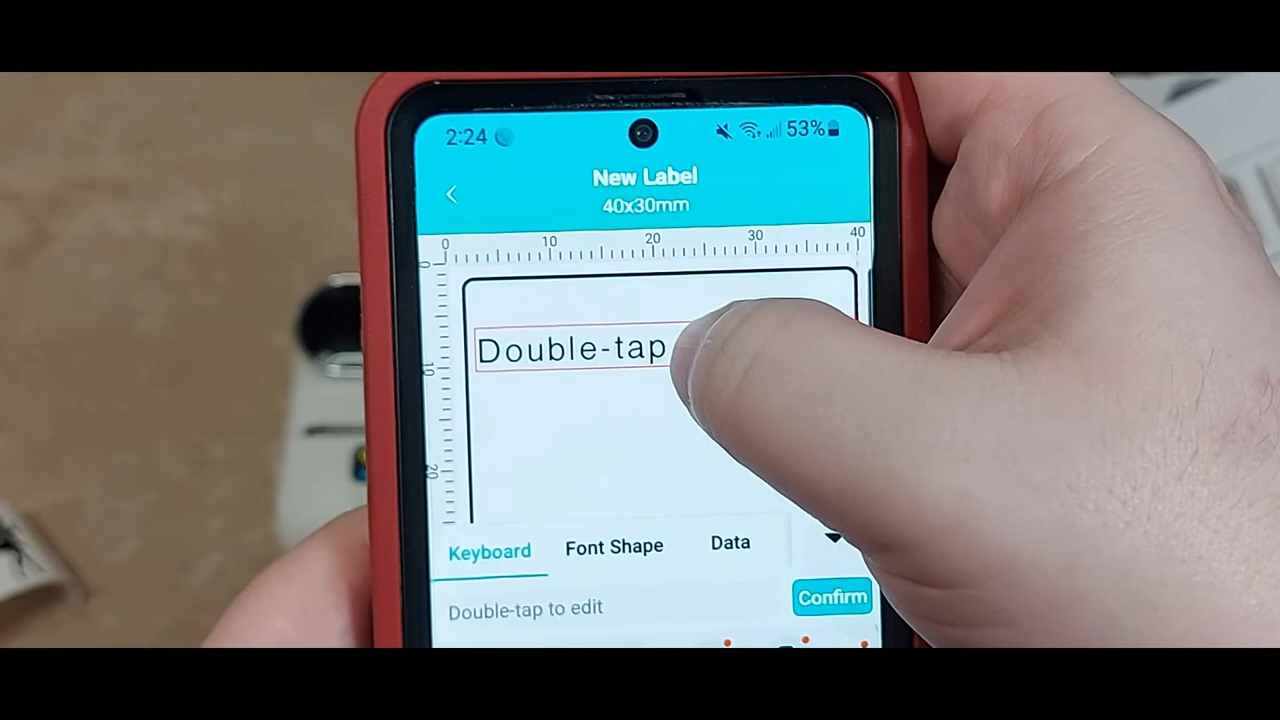 2:24 53%
New Label
40x30mm
0 10 20 30 40
0
Double-tap
10
20
Keyboard Font Shape Data
Double-tap to edit Confirm